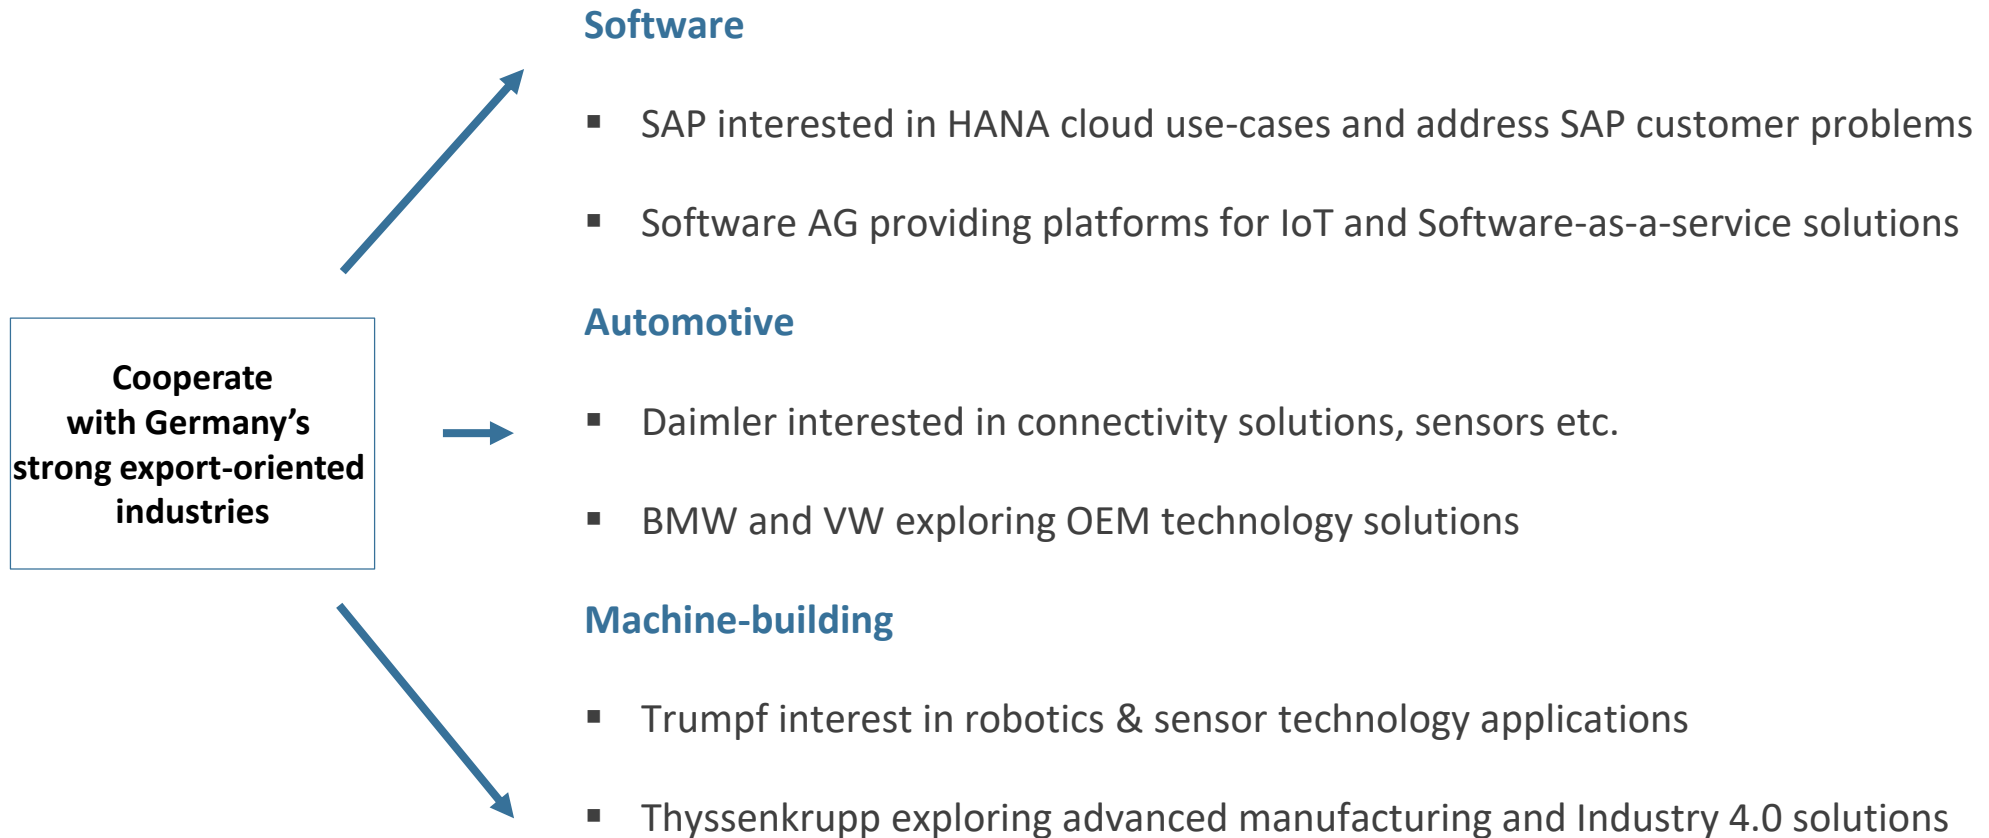 Software
▪ SAP interested in HANA cloud use-cases and address SAP customer problems
▪ Software AG providing platforms for IoT and Software-as-a-service solutions
Cooperate
with Germany’s
strong export-oriented
industries
Automotive
▪ Daimler interested in connectivity solutions, sensors etc.
▪ BMW and VW exploring OEM technology solutions
Machine-building
▪ Trumpf interest in robotics & sensor technology applications
▪ Thyssenkrupp exploring advanced manufacturing and Industry 4.0 solutions